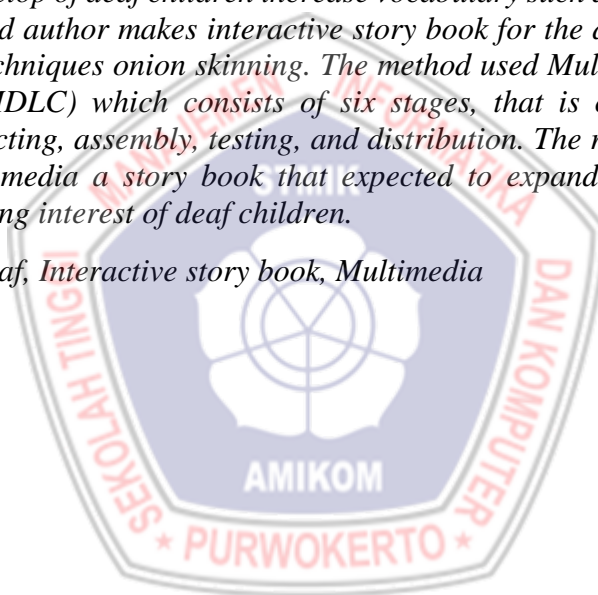 of deaf children increase vocabulary such
d author makes interactive story book for the
chniques onion skinning. The method used Mul
IDLC) which consists of six stages, that is
cting, assembly, testing, and distribution. The
media a story book that expected to expand
ng interest of deaf children.
af, Interactive story book, Multimedia
SEKOLAH TINGGI MANAJEMEN INFORMATIKA DAN KOMPUTER
STMIK
AMIKOM
* PURWOKERTO *